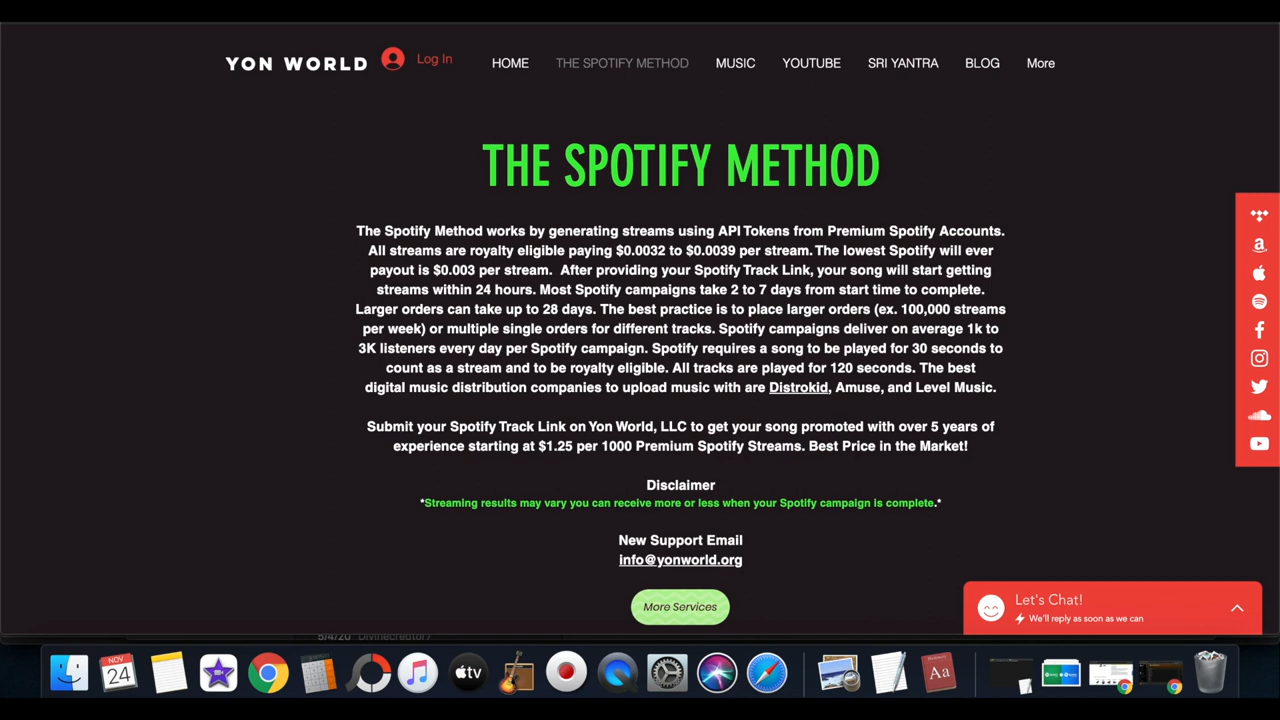 YON WORLD
Log In
HOME
THE SPOTIFY METHOD
MUSIC
YOUTUBE
SRI YANTRA
BLOG
More
THE SPOTIFY METHOD
The Spotify Method works by generating streams using API Tokens from Premium Spotify Accounts.
All streams are royalty eligible paying $0.0032 to $0.0039 per stream. The lowest Spotify will ever
payout is $0.003 per stream.  After providing your Spotify Track Link, your song will start getting
streams within 24 hours. Most Spotify campaigns take 2 to 7 days from start time to complete.
Larger orders can take up to 28 days. The best practice is to place larger orders (ex. 100,000 streams
per week) or multiple single orders for different tracks. Spotify campaigns deliver on average 1k to
3K listeners every day per Spotify campaign. Spotify requires a song to be played for 30 seconds to
count as a stream and to be royalty eligible. All tracks are played for 120 seconds. The best
digital music distribution companies to upload music with are Distrokid, Amuse, and Level Music.
Submit your Spotify Track Link on Yon World, LLC to get your song promoted with over 5 years of
experience starting at $1.25 per 1000 Premium Spotify Streams. Best Price in the Market!
Disclaimer
*Streaming results may vary you can receive more or less when your Spotify campaign is complete.*
New Support Email
info@yonworld.org
More Services
Let's Chat!
We'll reply as soon as we can
5/4/20 Divinecreator7
NOV
24
tv
Aa